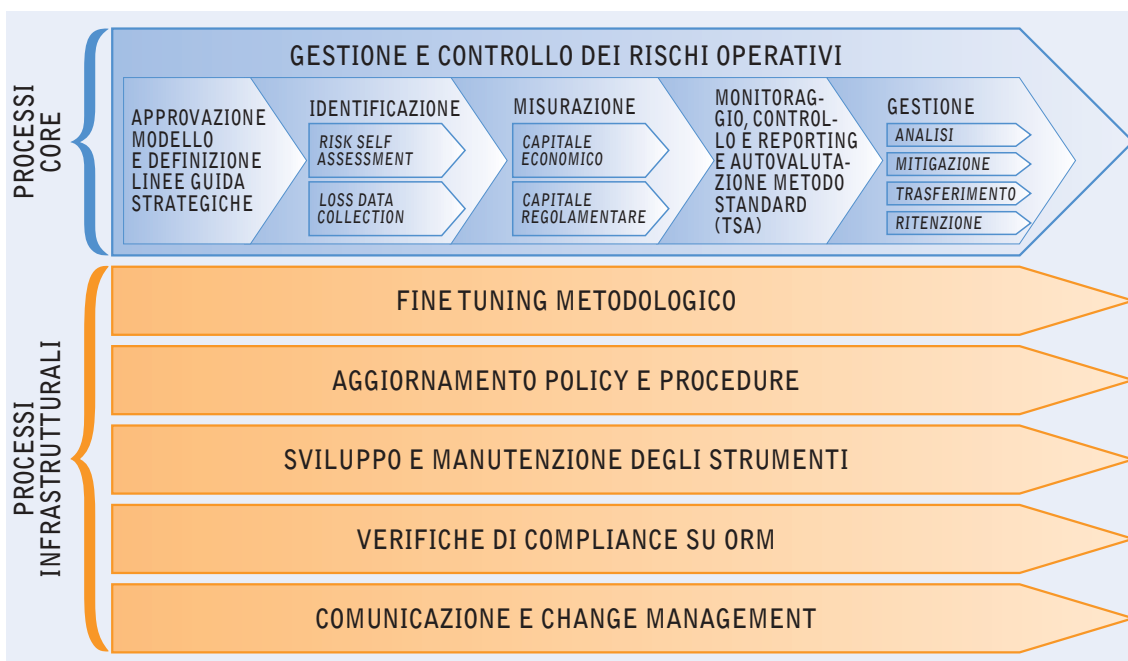 PROCESSI
CORE
GESTIONE E CONTROLLO DEI RISCHI OPERATIVI
APPROVAZIONE
MODELLO
E DEFINIZIONE
LINEE GUIDA
STRATEGICHE
IDENTIFICAZIONE
RISK SELF
ASSESSMENT
LOSS DATA
COLLECTION
MISURAZIONE
CAPITALE
ECONOMICO
CAPITALE
REGOLAMENTARE
MONITORAG-
GIO, CONTROL-
LO E REPORTING
E AUTOVALUTA-
ZIONE METODO
STANDARD
(TSA)
GESTIONE
ANALISI
MITIGAZIONE
TRASFERIMENTO
RITENZIONE
PROCESSI
INFRASTRUTTURALI
FINE TUNING METODOLOGICO
AGGIORNAMENTO POLICY E PROCEDURE
SVILUPPO E MANUTENZIONE DEGLI STRUMENTI
VERIFICHE DI COMPLIANCE SU ORM
COMUNICAZIONE E CHANGE MANAGEMENT